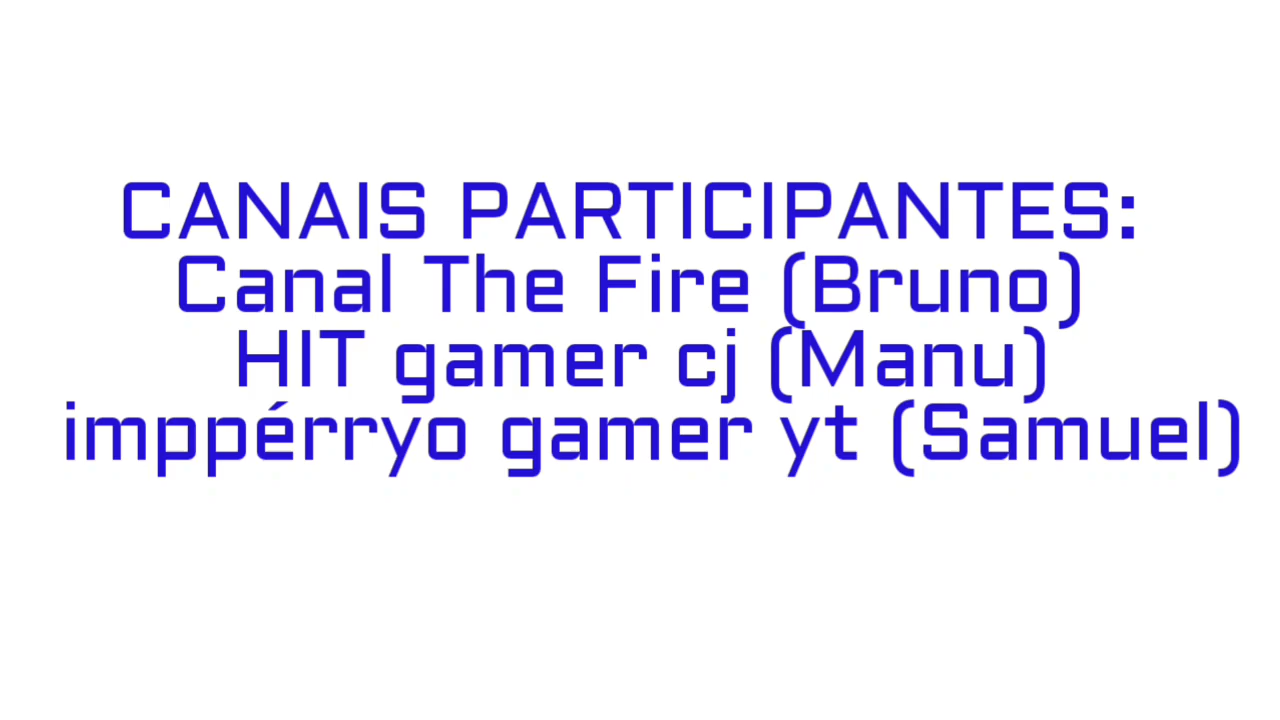 CANAIS PARTICIPANTES:
Canal The Fire (Bruno)
HIT gamer cj (Manu)
imppérryo gamer yt (Samuel)